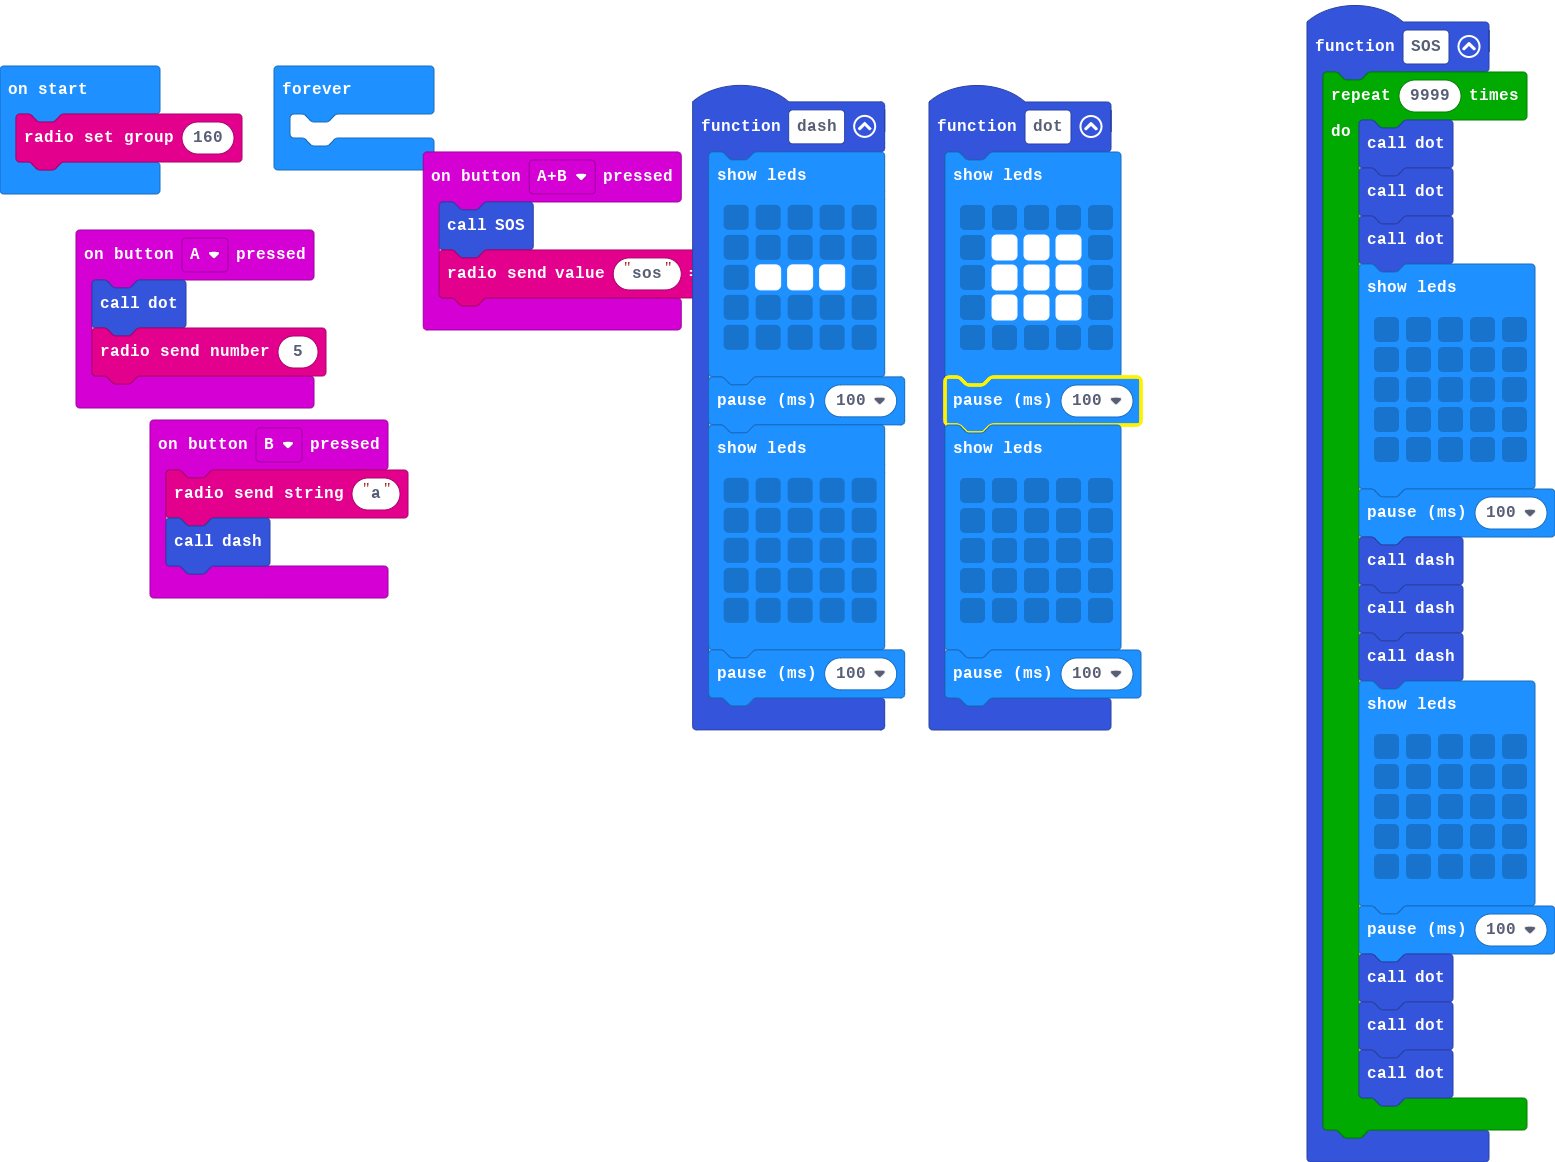 on start
radio set group 160
forever
on button A+B pressed
call SOS
radio send value "sos" =
on button A pressed
call dot
radio send number 5
on button B pressed
radio send string "a"
call dash
function dash
show leds
pause (ms) 100
show leds
pause (ms) 100
function dot
show leds
pause (ms) 100
show leds
pause (ms) 100
function SOS
repeat 9999 times
do
call dot
call dot
call dot
show leds
pause (ms) 100
call dash
call dash
call dash
show leds
pause (ms) 100
call dot
call dot
call dot